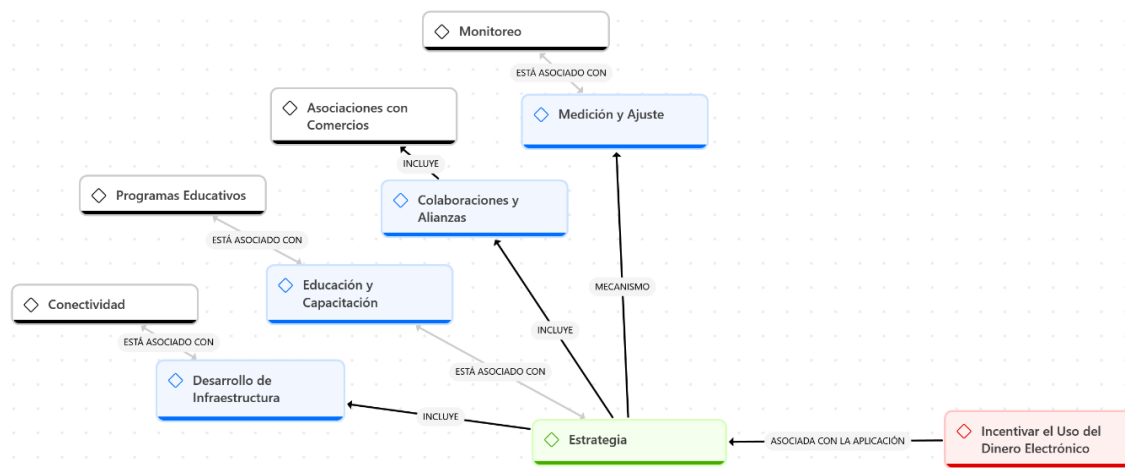 Monitoreo
ESTÁ ASOCIADO CON
Asociaciones con
Comercios
Medición y Ajuste
INCLUYE
Programas Educativos
Colaboraciones y
Alianzas
ESTÁ ASOCIADO CON
Educación y
Capacitación
MECANISMO
Conectividad
INCLUYE
ESTÁ ASOCIADO CON
ESTÁ ASOCIADO CON
Desarrollo de
Infraestructura
INCLUYE
Estrategia
ASOCIADA CON LA APLICACIÓN
Incentivar el Uso del
Dinero Electrónico